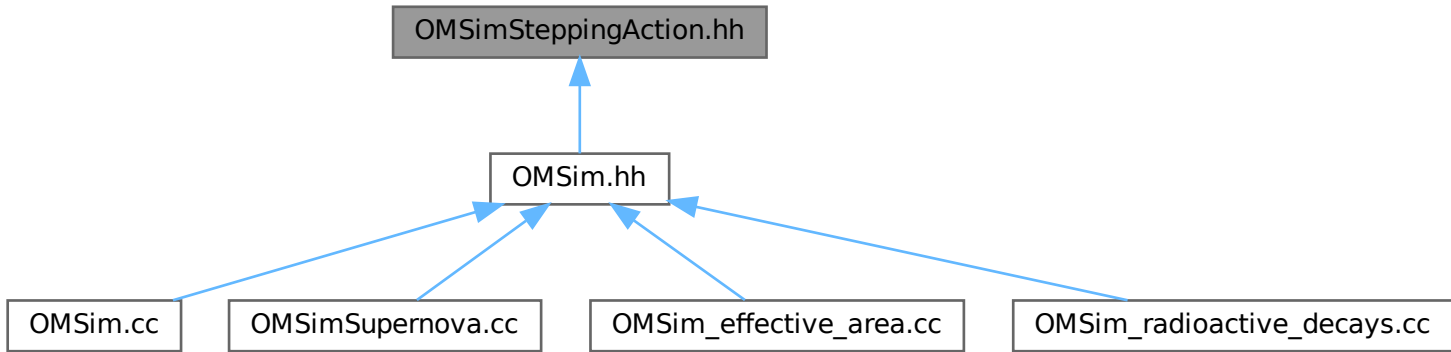 OMSimSteppingAction.hh
OMSim.hh
OMSim.cc
OMSimSupernova.cc
OMSim_effective_area.cc
OMSim_radioactive_decays.cc